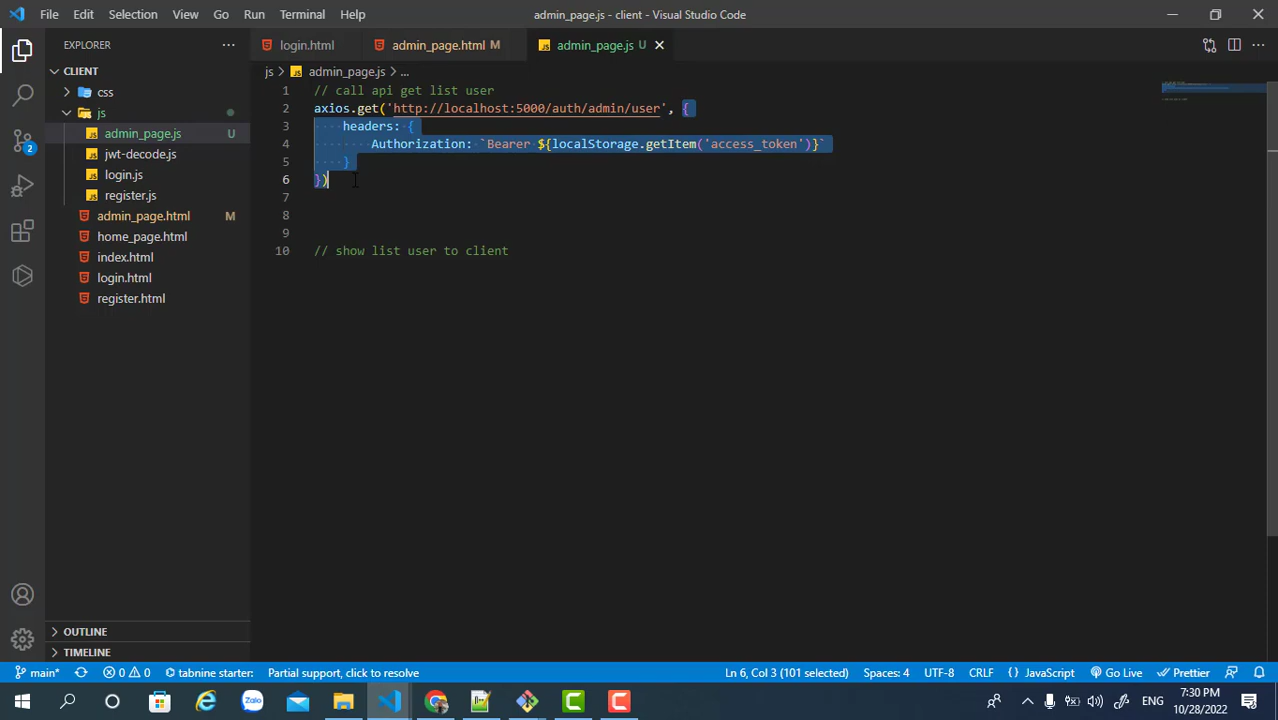 File Edit Selection View Go Run Terminal Help admin_page.js - client - Visual Studio Code
EXPLORER
login.html admin_page.html M admin_page.js U
CLIENT
js admin_page.js ...
css
js
admin_page.js U
jwt-decode.js
login.js
register.js
admin_page.html M
home_page.html
index.html
login.html
register.html
1 // call api get list user
2 axios.get('http://localhost:5000/auth/admin/user', {
3 headers: {
4 Authorization: `Bearer ${localStorage.getItem('access_token')}`
5 }
6 })
7
8
9
10 // show list user to client
2
OUTLINE
TIMELINE
main* 0 0 tabnine starter: Partial support, click to resolve Ln 6, Col 3 (101 selected) Spaces: 4 UTF-8 CRLF { } JavaScript Go Live Prettier
Zalo ENG 7:30 PM
10/28/2022